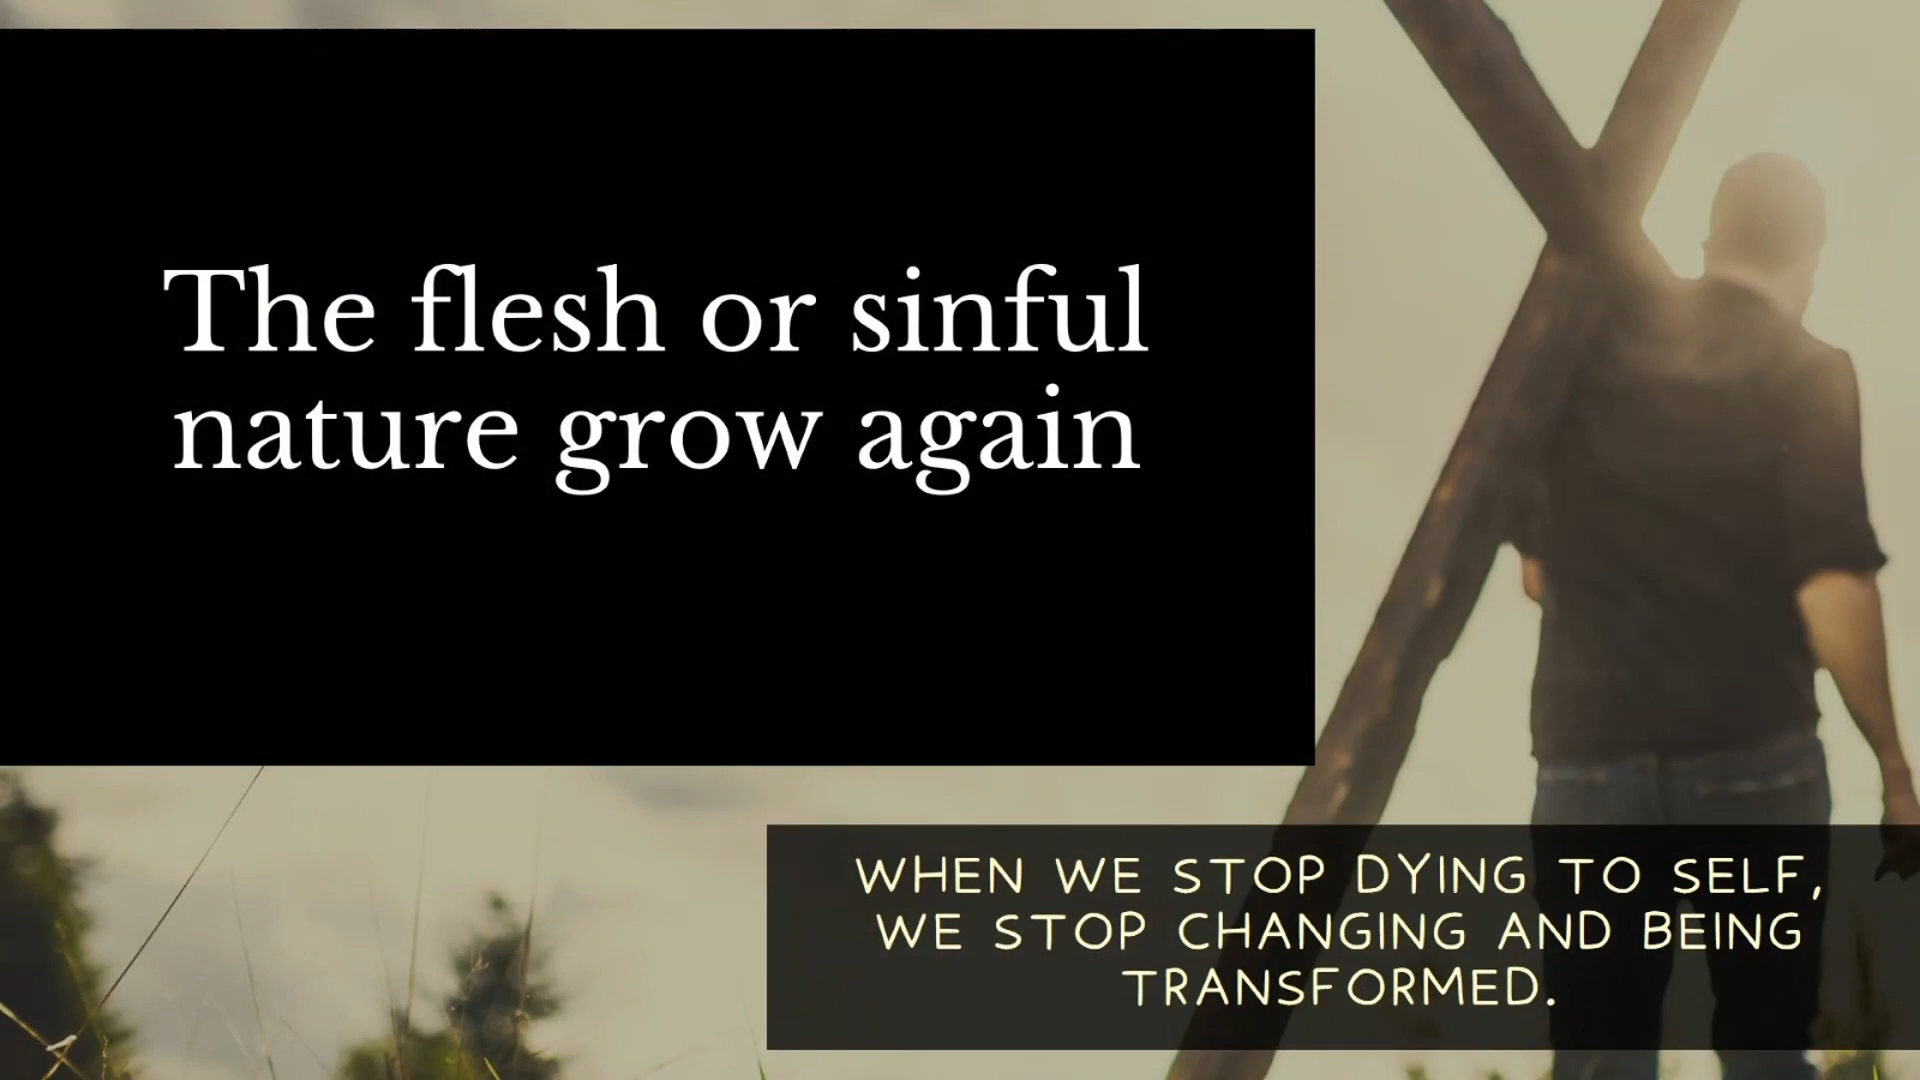 The flesh or sinful
nature grow again
WHEN WE STOP DYING TO SELF,
WE STOP CHANGING AND BEING
TRANSFORMED.